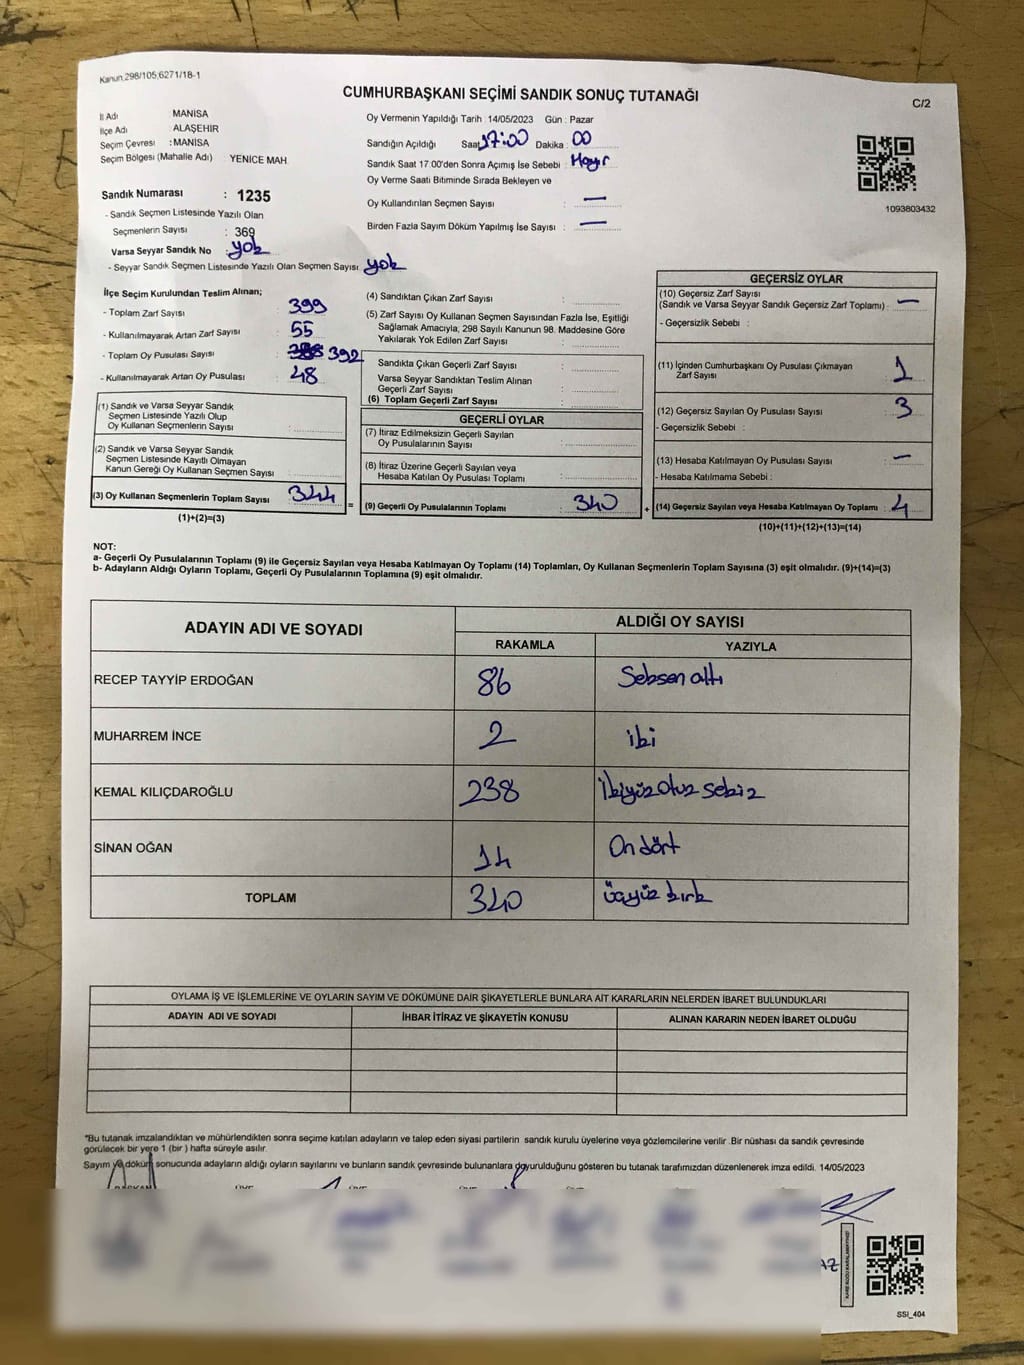 Kanun.298/105,6271/18-1
CUMHURBAŞKANI SEÇİMİ SANDIK SONUÇ TUTANAĞI
C/2
İl Adı MANİSA
İlçe Adı ALAŞEHİR
Seçim Çevresi : MANİSA
Seçim Bölgesi (Mahalle Adı) : YENİCE MAH.
Oy Vermenin Yapıldığı Tarih : 14/05/2023 Gün : Pazar
Sandığın Açıldığı Saat 17:00 Dakika : 00
Sandık Saat 17:00'den Sonra Açımış İse Sebebi : Hayır
Oy Verme Saati Bitiminde Sırada Bekleyen ve
Oy Kullandırılan Seçmen Sayısı : —
Birden Fazla Sayım Döküm Yapılmış İse Sayısı : —
1093803432
Sandık Numarası : 1235
- Sandık Seçmen Listesinde Yazılı Olan
Seçmenlerin Sayısı : 369
Varsa Seyyar Sandık No : yok
- Seyyar Sandık Seçmen Listesinde Yazılı Olan Seçmen Sayısı: yok
İlçe Seçim Kurulundan Teslim Alınan;
- Toplam Zarf Sayısı : 399
- Kullanılmayarak Artan Zarf Sayısı : 55
- Toplam Oy Pusulası Sayısı : 392
- Kullanılmayarak Artan Oy Pusulası : 48
(1) Sandık ve Varsa Seyyar Sandık
Seçmen Listesinde Yazılı Olup
Oy Kullanan Seçmenlerin Sayısı :
(2) Sandık ve Varsa Seyyar Sandık
Seçmen Listesinde Kayıtlı Olmayan
Kanun Gereği Oy Kullanan Seçmen Sayısı :
(3) Oy Kullanan Seçmenlerin Toplam Sayısı : 344
(1)+(2)=(3)
(4) Sandıktan Çıkan Zarf Sayısı :
(5) Zarf Sayısı Oy Kullanan Seçmen Sayısından Fazla İse, Eşitliği
Sağlamak Amacıyla, 298 Sayılı Kanunun 98. Maddesine Göre
Yakılarak Yok Edilen Zarf Sayısı :
Sandıkta Çıkan Geçerli Zarf Sayısı :
Varsa Seyyar Sandıktan Teslim Alınan
Geçerli Zarf Sayısı :
(6) Toplam Geçerli Zarf Sayısı :
GEÇERLİ OYLAR
(7) İtiraz Edilmeksizin Geçerli Sayılan
Oy Pusulalarının Sayısı :
(8) İtiraz Üzerine Geçerli Sayılan veya
Hesaba Katılan Oy Pusulası Toplamı :
= (9) Geçerli Oy Pusulalarının Toplamı : 340
GEÇERSİZ OYLAR
(10) Geçersiz Zarf Sayısı
(Sandık ve Varsa Seyyar Sandık Geçersiz Zarf Toplamı) : —
- Geçersizlik Sebebi :
(11) İçinden Cumhurbaşkanı Oy Pusulası Çıkmayan
Zarf Sayısı : 1
(12) Geçersiz Sayılan Oy Pusulası Sayısı : 3
- Geçersizlik Sebebi :
(13) Hesaba Katılmayan Oy Pusulası Sayısı : —
- Hesaba Katılmama Sebebi :
+ (14) Geçersiz Sayılan veya Hesaba Katılmayan Oy Toplamı : 4
(10)+(11)+(12)+(13)=(14)
NOT:
a- Geçerli Oy Pusulalarının Toplamı (9) ile Geçersiz Sayılan veya Hesaba Katılmayan Oy Toplamı (14) Toplamları, Oy Kullanan Seçmenlerin Toplam Sayısına (3) eşit olmalıdır. (9)+(14)=(3)
b- Adayların Aldığı Oyların Toplamı, Geçerli Oy Pusulalarının Toplamına (9) eşit olmalıdır.
ADAYIN ADI VE SOYADI
ALDIĞI OY SAYISI
RAKAMLA YAZIYLA
RECEP TAYYİP ERDOĞAN 86 Seksen altı
MUHARREM İNCE 2 iki
KEMAL KILIÇDAROĞLU 238 İkiyüz otuz sekiz
SİNAN OĞAN 14 On dört
TOPLAM 340 üçyüz kırk
OYLAMA İŞ VE İŞLEMLERİNE VE OYLARIN SAYIM VE DÖKÜMÜNE DAİR ŞİKAYETLERLE BUNLARA AİT KARARLARIN NELERDEN İBARET BULUNDUKLARI
ADAYIN ADI VE SOYADI İHBAR İTİRAZ VE ŞİKAYETİN KONUSU ALINAN KARARIN NEDEN İBARET OLDUĞU
*Bu tutanak imzalandıktan ve mühürlendikten sonra seçime katılan adayların ve talep eden siyasi partilerin sandık kurulu üyelerine veya gözlemcilerine verilir .Bir nüshası da sandık çevresinde
görülecek bir yere 1 (bir ) hafta süreyle asılır.
Sayım ve döküm sonucunda adayların aldığı oyların sayılarını ve bunların sandık çevresinde bulunanlara duyurulduğunu gösteren bu tutanak tarafımızdan düzenlenerek imza edildi. 14/05/2023
AZ
SSİ_404